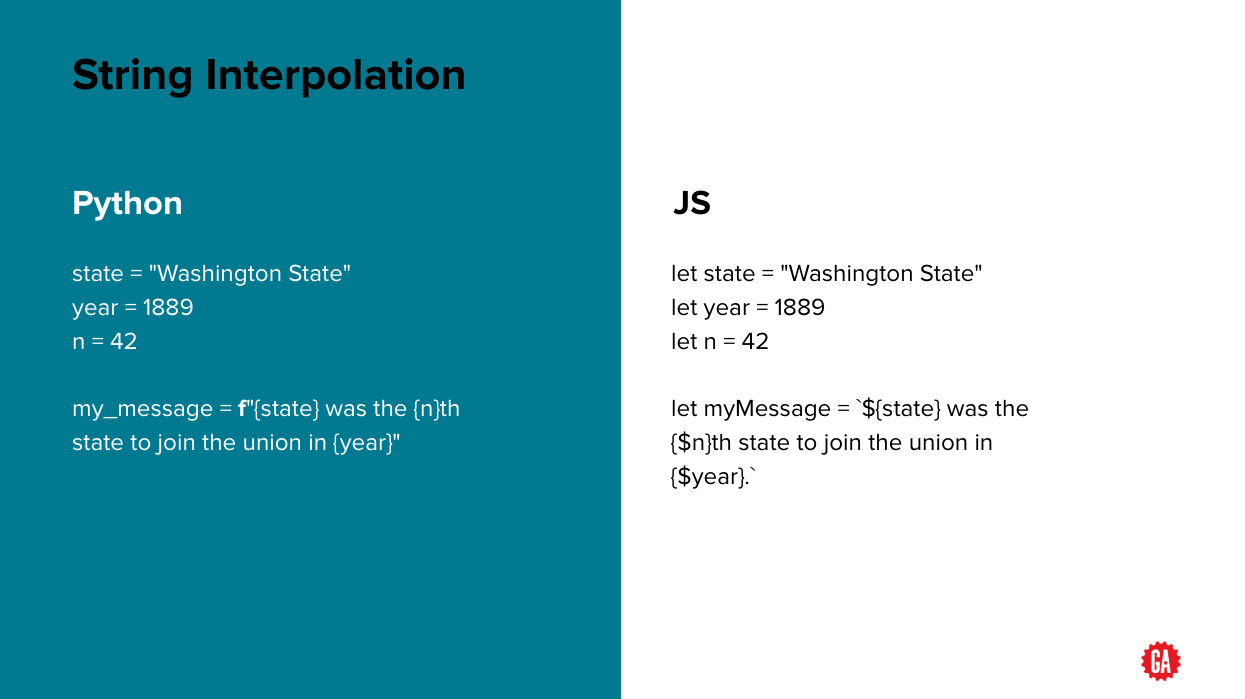 String Interpolation
Python
state = "Washington State"
year = 1889
n = 42
my_message = f"{state} was the {n}th
state to join the union in {year}"
JS
let state = "Washington State"
let year = 1889
let n = 42
let myMessage = `${state} was the
{$n}th state to join the union in
{$year}.`
GA